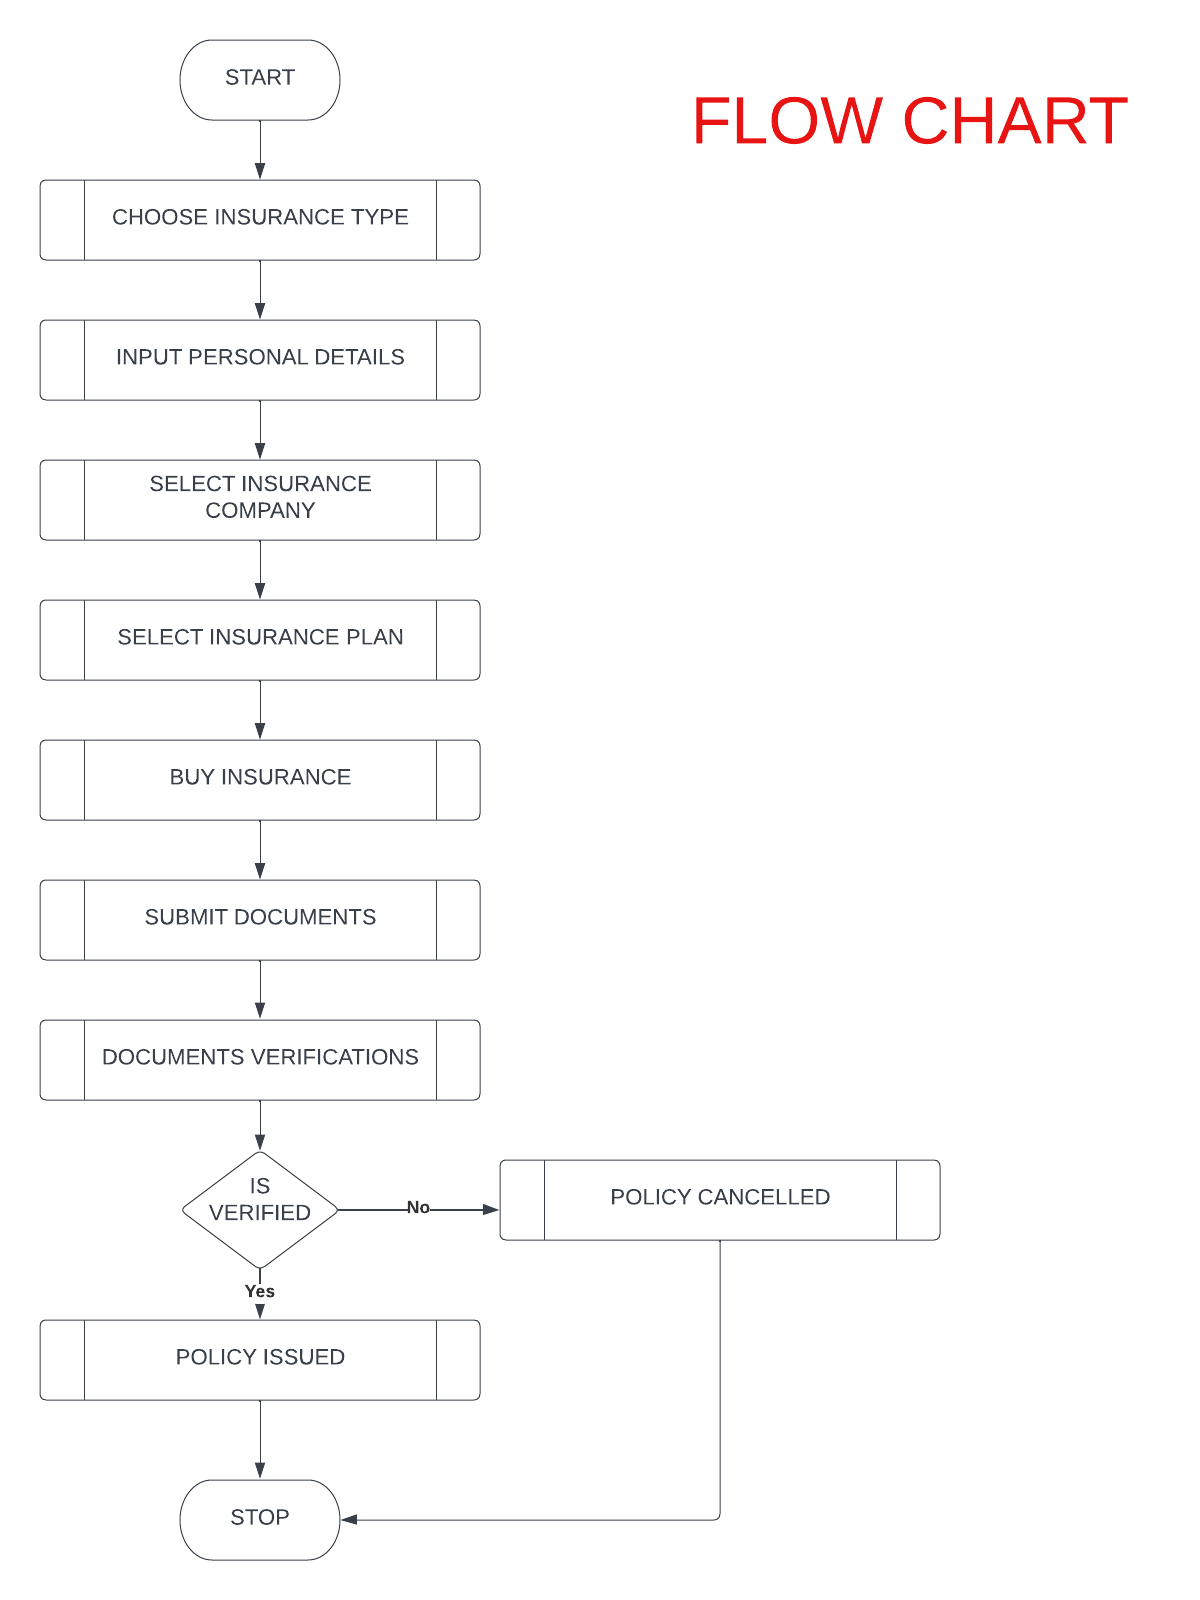 START
FLOW CHART
CHOOSE INSURANCE TYPE
INPUT PERSONAL DETAILS
SELECT INSURANCE
COMPANY
SELECT INSURANCE PLAN
BUY INSURANCE
SUBMIT DOCUMENTS
DOCUMENTS VERIFICATIONS
IS
VERIFIED
No
POLICY CANCELLED
Yes
POLICY ISSUED
STOP